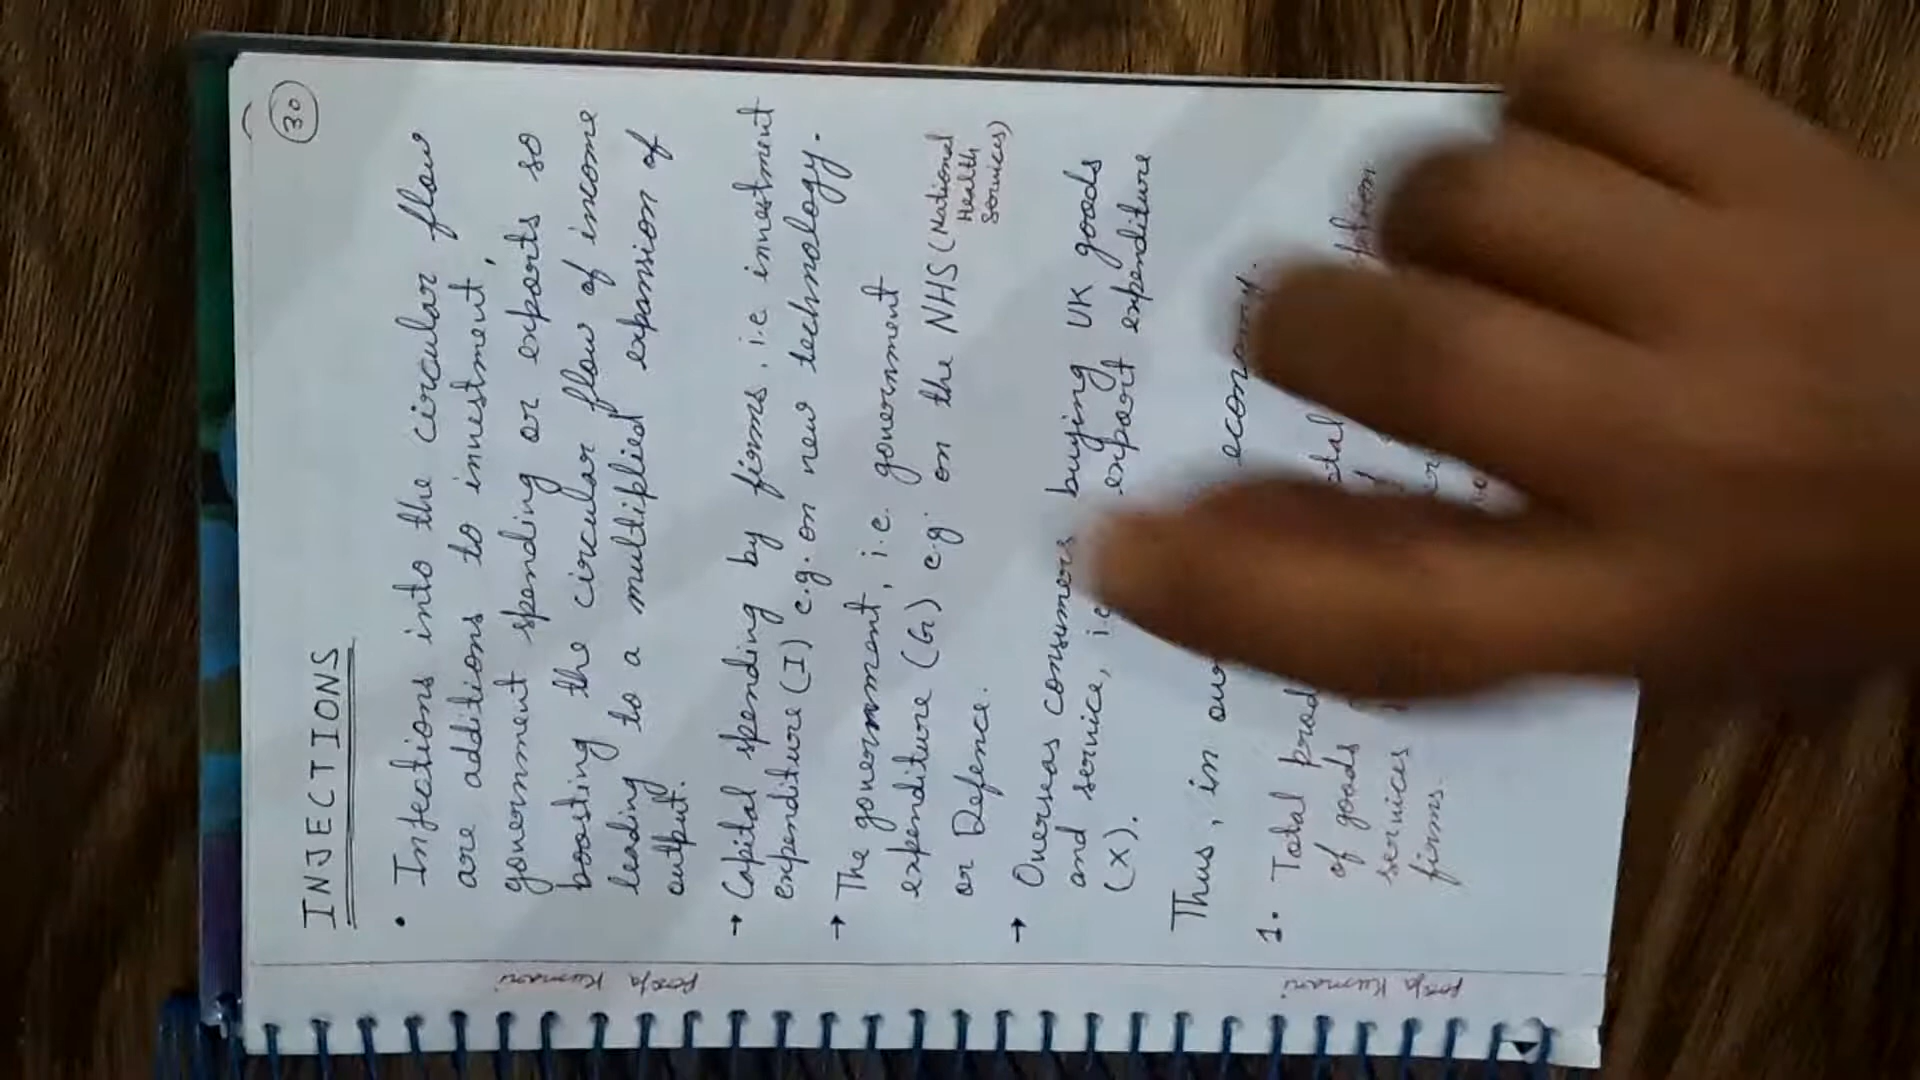 30
INJECTIONS
• Injections into the circular flow
are additions to investment,
government spending or exports so
boosting the circular flow of income
leading to a multiplied expansion of
output.
→ Capital spending by firms, i.e investment
expenditure (I) e.g. on new technology.
→ The government, i.e. government
expenditure (G) e.g. on the NHS (National
Health
Services)
or Defence.
→ Overseas consumers buying UK goods
and service, i.e export expenditure
(X).
Thus, in economy.
1. Total
of goods
services
firms.
Pooja Kumari
Pooja Kumari